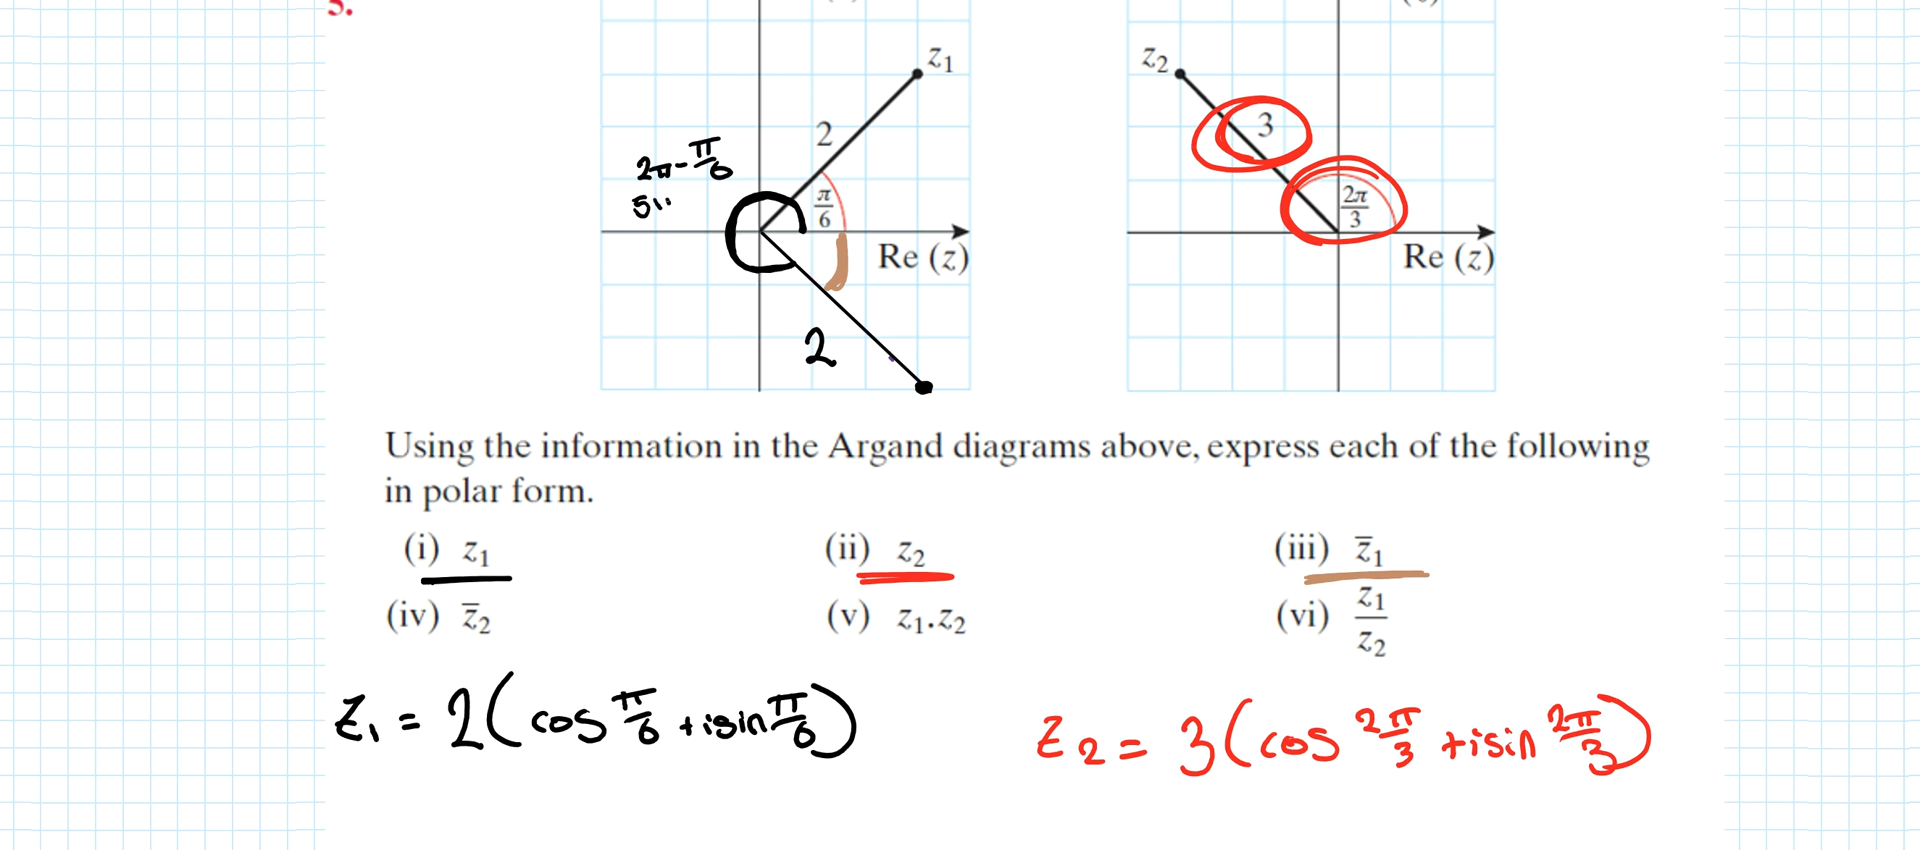 5.
z₁
z₂
2
3
2π - π/6
π/6
2π/3
Re (z)
Re (z)
2
Using the information in the Argand diagrams above, express each of the following
in polar form.
(i) z₁ (ii) z₂ (iii) z̅₁
(iv) z̅₂ (v) z₁.z₂ (vi) z₁/z₂
z₁ = 2(cos π/6 + i sin π/6)
z₂ = 3(cos 2π/3 + i sin 2π/3)